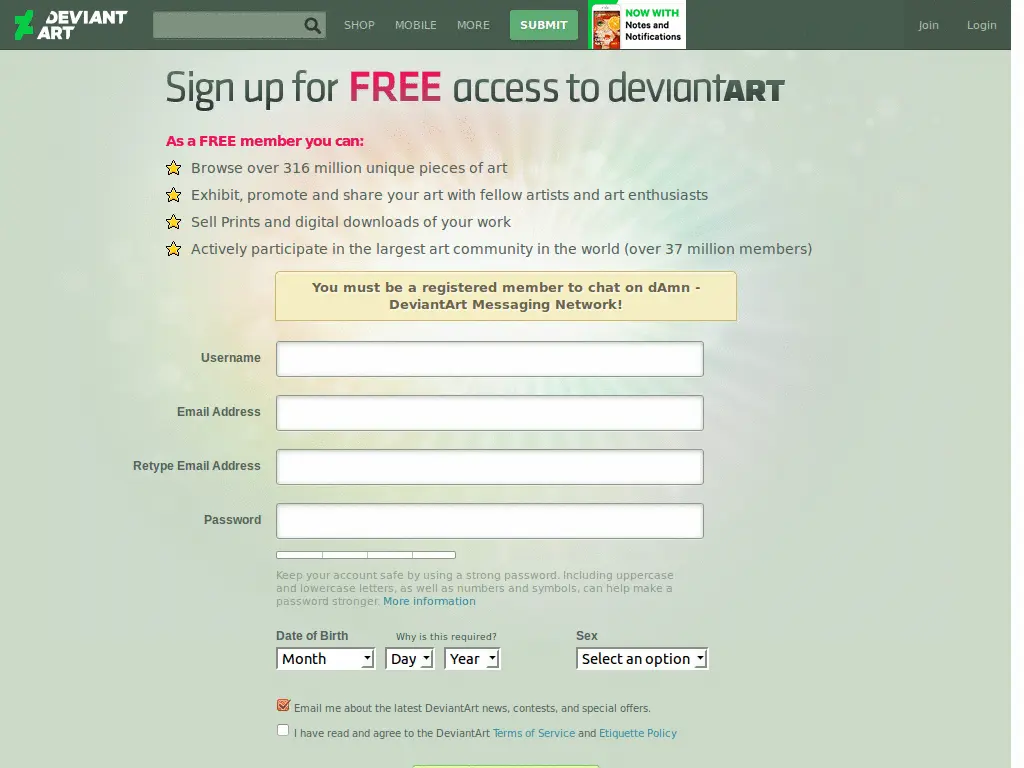 DEVIANT ART
SHOP
MOBILE
MORE
SUBMIT
NOW WITH
Notes and
Notifications
Join
Login
Sign up for FREE access to deviantART
As a FREE member you can:
Browse over 316 million unique pieces of art
Exhibit, promote and share your art with fellow artists and art enthusiasts
Sell Prints and digital downloads of your work
Actively participate in the largest art community in the world (over 37 million members)
You must be a registered member to chat on dAmn -
DeviantArt Messaging Network!
Username
Email Address
Retype Email Address
Password
Keep your account safe by using a strong password. Including uppercase
and lowercase letters, as well as numbers and symbols, can help make a
password stronger. More information
Date of Birth
Why is this required?
Sex
Month
Day
Year
Select an option
Email me about the latest DeviantArt news, contests, and special offers.
I have read and agree to the DeviantArt Terms of Service and Etiquette Policy